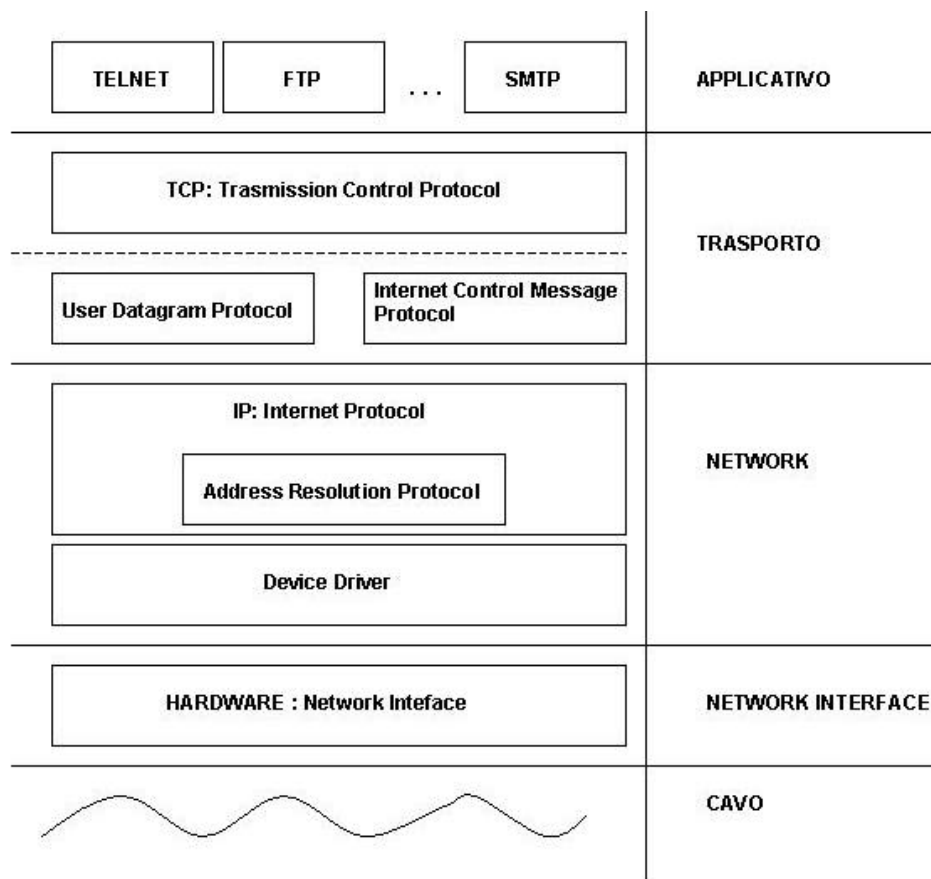 TELNET
FTP
...
SMTP
APPLICATIVO
TCP: Trasmission Control Protocol
TRASPORTO
User Datagram Protocol
Internet Control Message
Protocol
IP: Internet Protocol
Address Resolution Protocol
NETWORK
Device Driver
HARDWARE : Network Inteface
NETWORK INTERFACE
CAVO